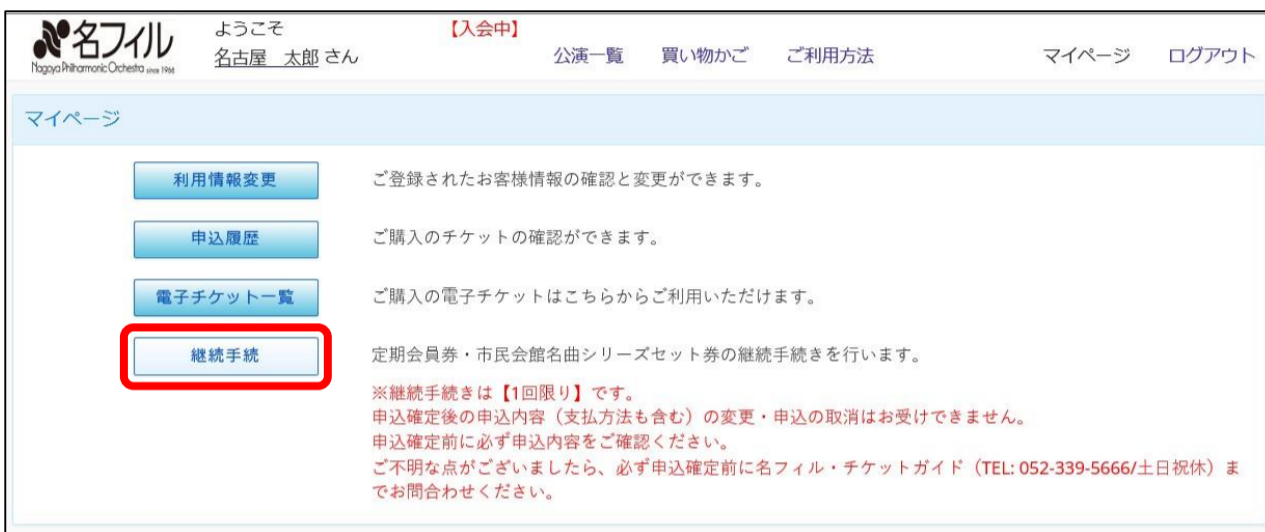 名フィル
Nagoya Philharmonic Orchestra since 1966
ようこそ
名古屋　太郎 さん
【入会中】
公演一覧　買い物かご　ご利用方法　マイページ　ログアウト
マイページ
利用情報変更　ご登録されたお客様情報の確認と変更ができます。
申込履歴　ご購入のチケットの確認ができます。
電子チケット一覧　ご購入の電子チケットはこちらからご利用いただけます。
継続手続　定期会員券・市民会館名曲シリーズセット券の継続手続きを行います。
※継続手続きは【1回限り】です。
申込確定後の申込内容（支払方法も含む）の変更・申込の取消はお受けできません。
申込確定前に必ず申込内容をご確認ください。
ご不明な点がございましたら、必ず申込確定前に名フィル・チケットガイド（TEL: 052-339-5666/土日祝休）ま
でお問合わせください。